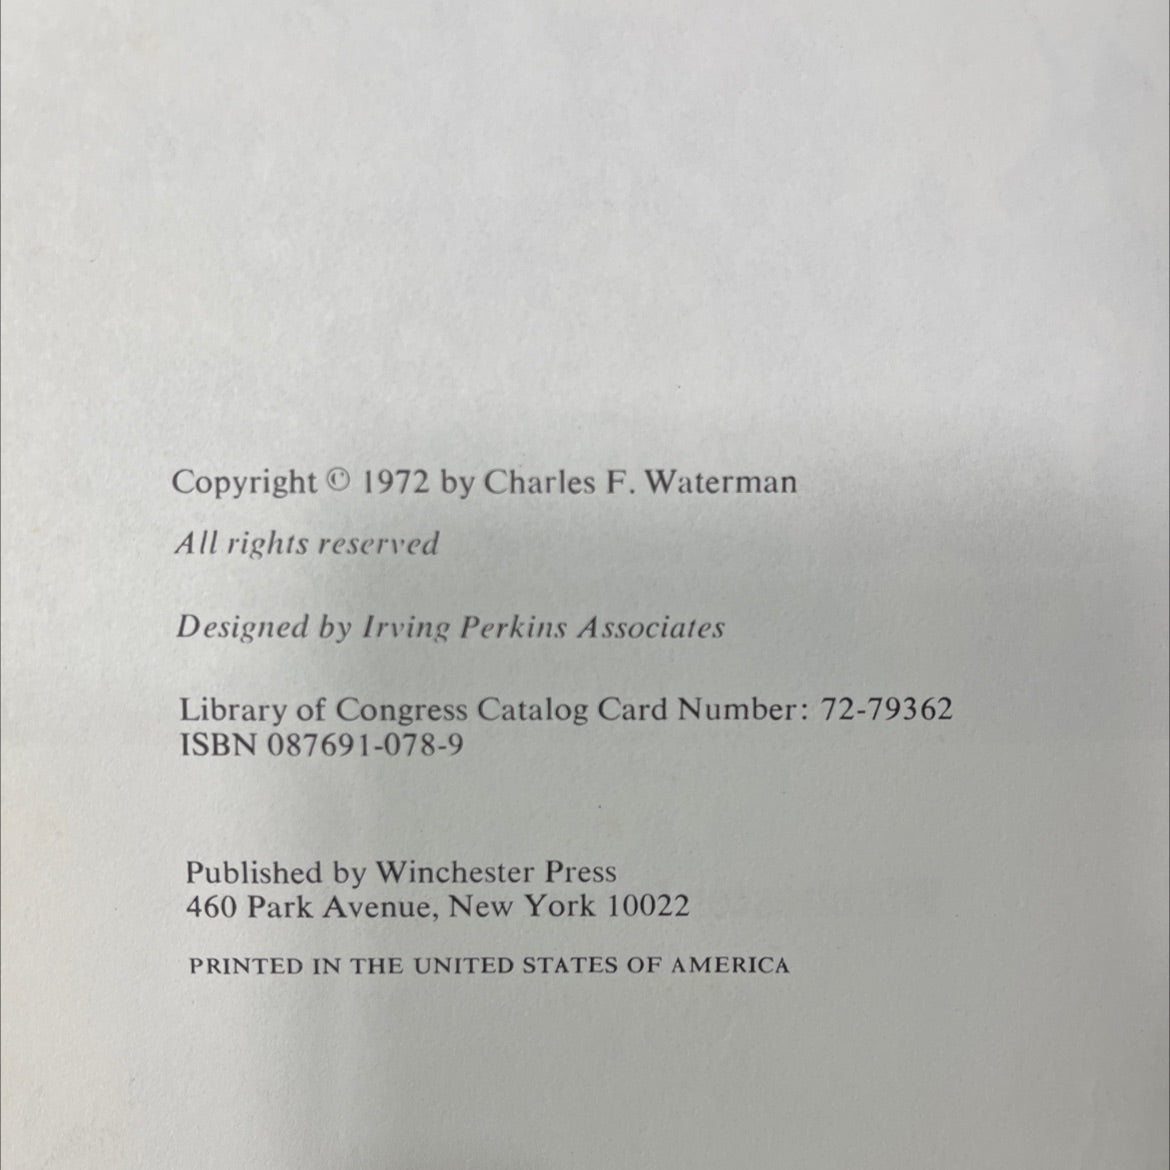 Copyright © 1972 by Charles F. Waterman
All rights reserved
Designed by Irving Perkins Associates
Library of Congress Catalog Card Number: 72-79362
ISBN 087691-078-9
Published by Winchester Press
460 Park Avenue, New York 10022
PRINTED IN THE UNITED STATES OF AMERICA